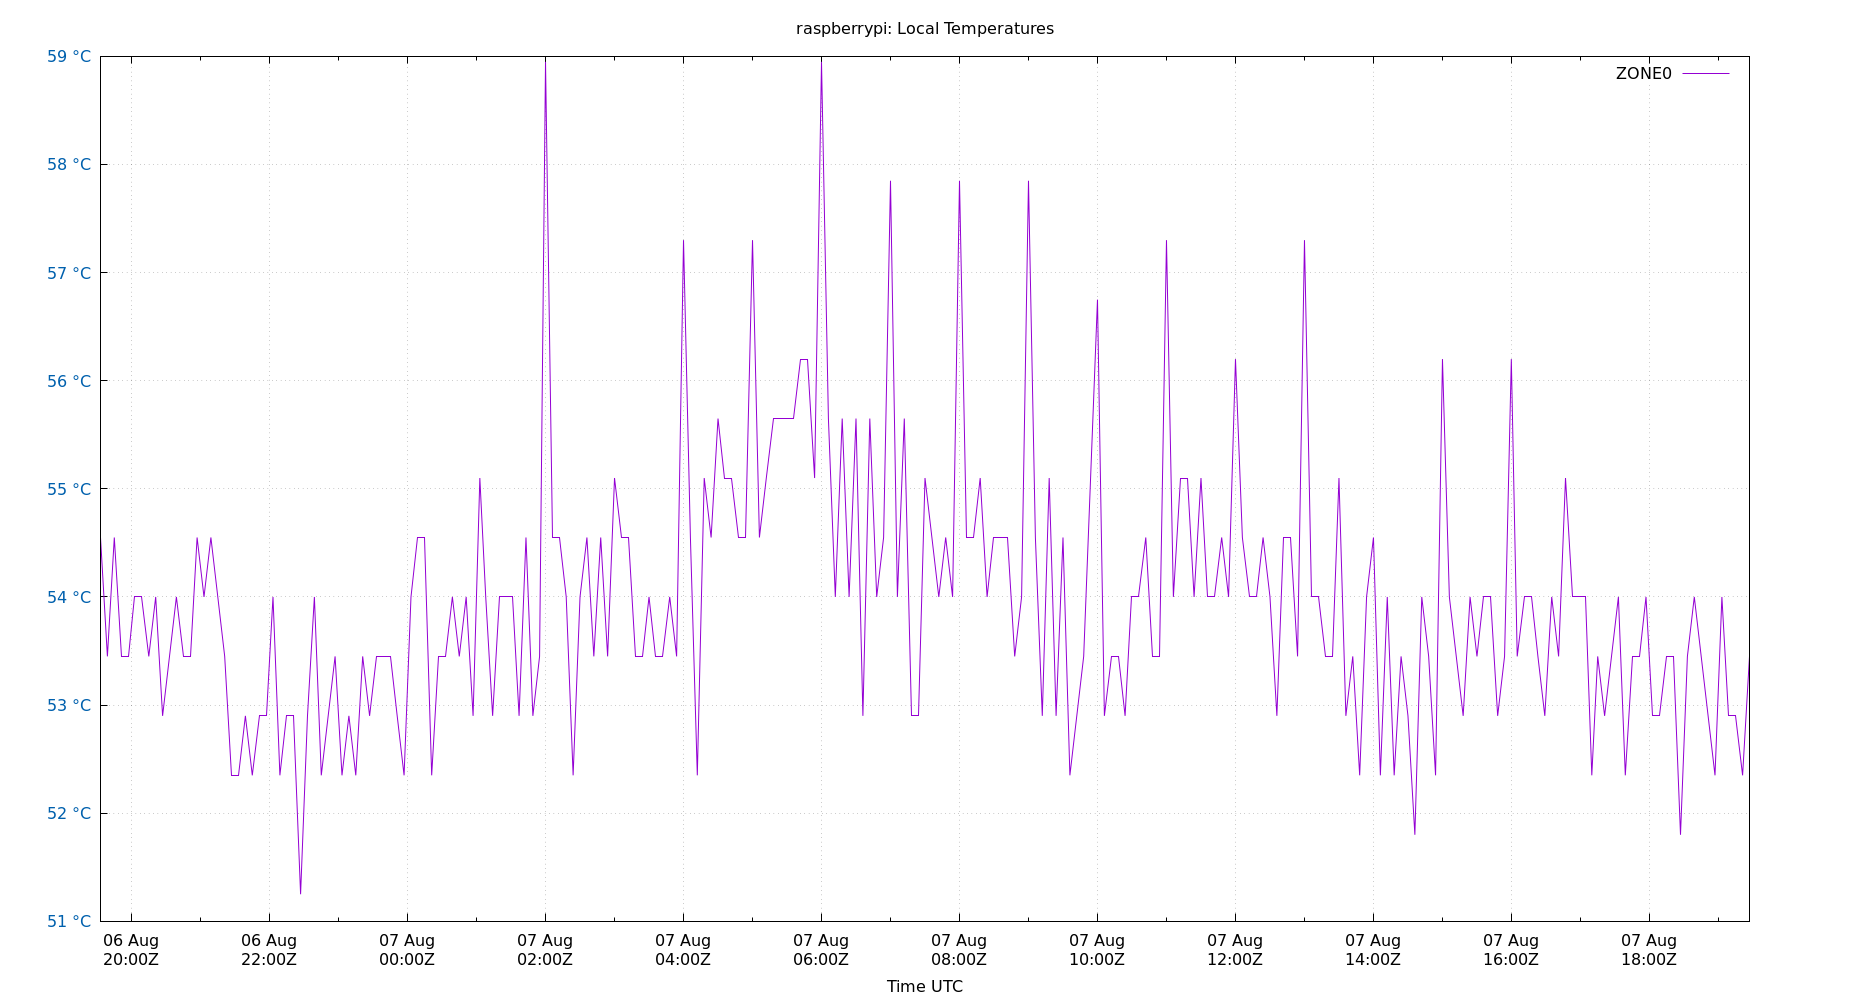 raspberrypi: Local Temperatures
ZONE0
59 °C
58 °C
57 °C
56 °C
55 °C
54 °C
53 °C
52 °C
51 °C
06 Aug 06 Aug 07 Aug 07 Aug 07 Aug 07 Aug 07 Aug 07 Aug 07 Aug 07 Aug 07 Aug 07 Aug
20:00Z 22:00Z 00:00Z 02:00Z 04:00Z 06:00Z 08:00Z 10:00Z 12:00Z 14:00Z 16:00Z 18:00Z
Time UTC